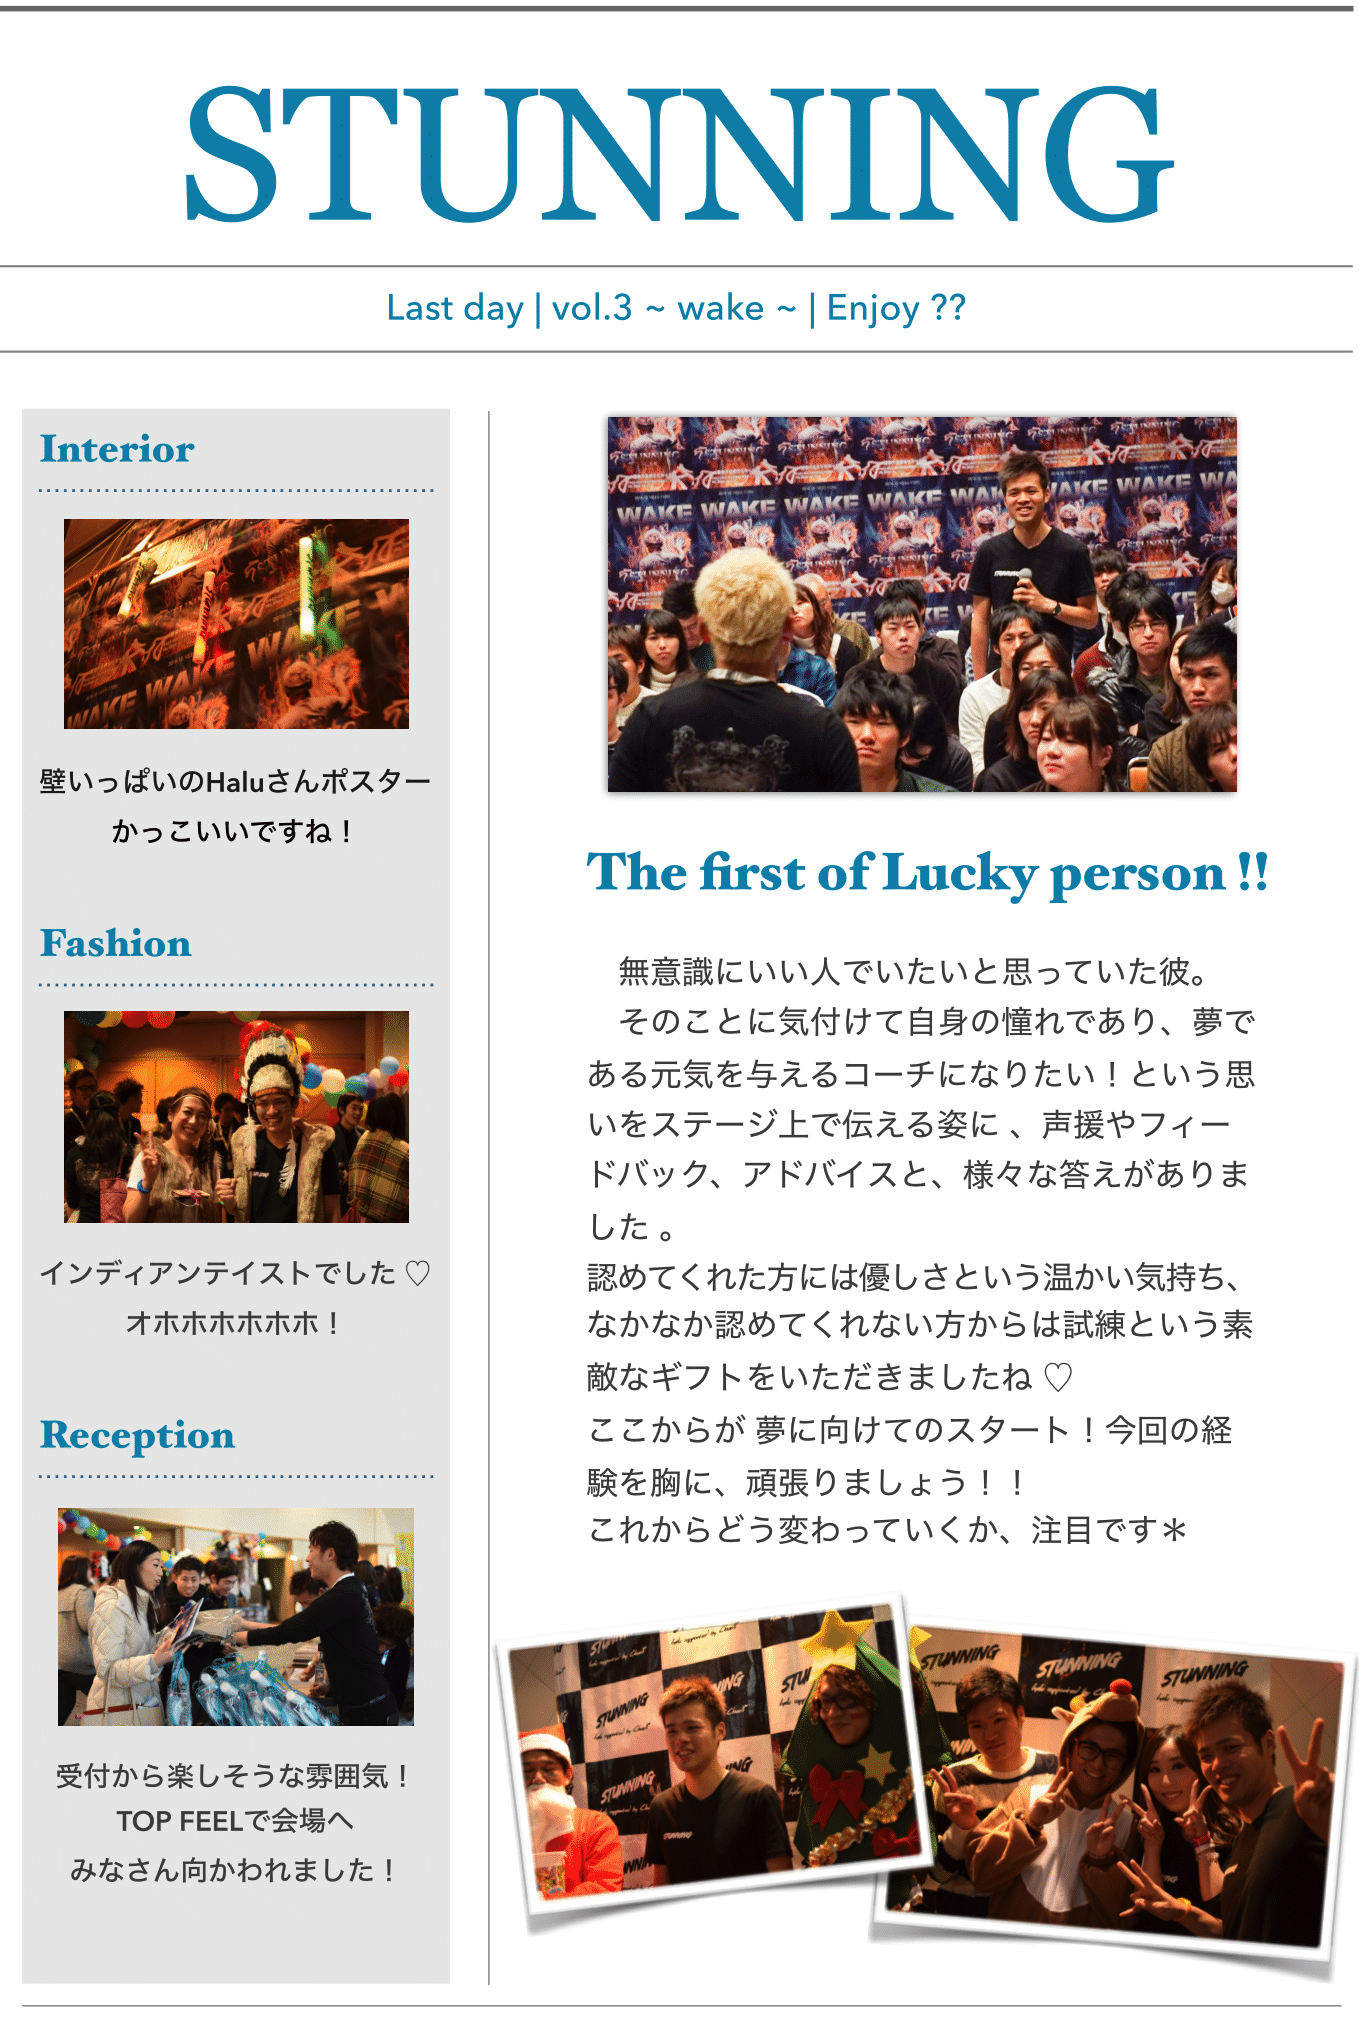 STUNNING
Last day | vol.3 ~ wake ~ | Enjoy ??
Interior
WAKE WAKE
STUNNING
壁いっぱいのHaluさんポスター
かっこいいですね！
Fashion
インディアンテイストでした ♡
オホホホホホホ！
Reception
受付から楽しそうな雰囲気！
TOP FEELで会場へ
みなさん向かわれました！
WAKE WAKE WAKE WAKE WAKE
STUNNING
The first of Lucky person !!
無意識にいい人でいたいと思っていた彼。
そのことに気付けて自身の憧れであり、夢で
ある元気を与えるコーチになりたい！という思
いをステージ上で伝える姿に 、声援やフィー
ドバック、アドバイスと、様々な答えがありま
した 。
認めてくれた方には優しさという温かい気持ち、
なかなか認めてくれない方からは試練という素
敵なギフトをいただきましたね ♡
ここからが 夢に向けてのスタート！今回の経
験を胸に、頑張りましょう！！
これからどう変わっていくか、注目です＊
STUNNING
STUNNING
STUNNING
STUNNING
STUNNING
STUNNING